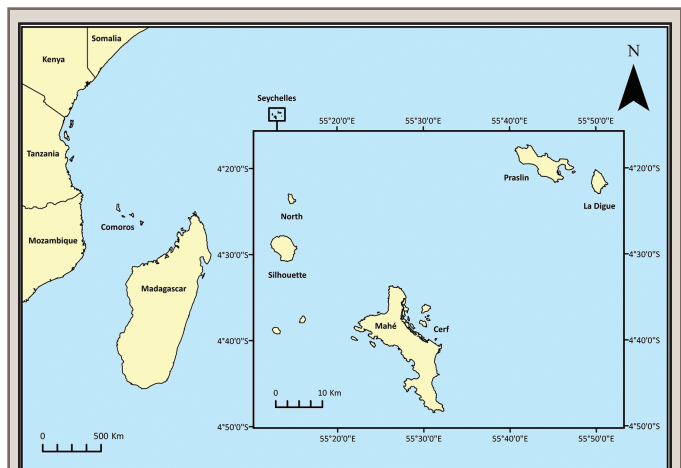 Somalia
Kenya
N
Seychelles
55°20'0"E
55°30'0"E
55°40'0"E
55°50'0"E
Tanzania
4°20'0"S
4°20'0"S
Praslin
La Digue
North
Comoros
Mozambique
4°30'0"S
4°30'0"S
Silhouette
Madagascar
Mahé
Cerf
4°40'0"S
4°40'0"S
0 10 Km
4°50'0"S
4°50'0"S
0 500 Km
55°20'0"E
55°30'0"E
55°40'0"E
55°50'0"E